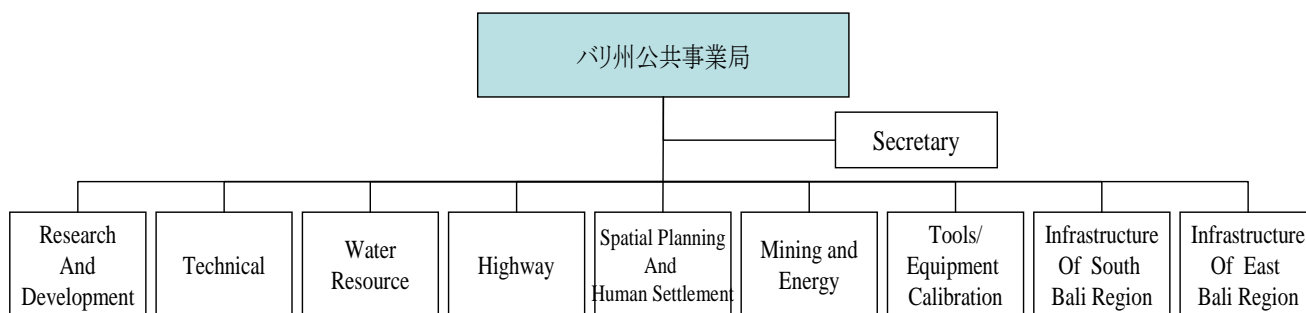 バリ州公共事業局
Secretary
Research
And
Development
Technical
Water
Resource
Highway
Spatial Planning
And
Human Settlement
Mining and
Energy
Tools/
Equipment
Calibration
Infrastructure
Of South
Bali Region
Infrastructure
Of East
Bali Region